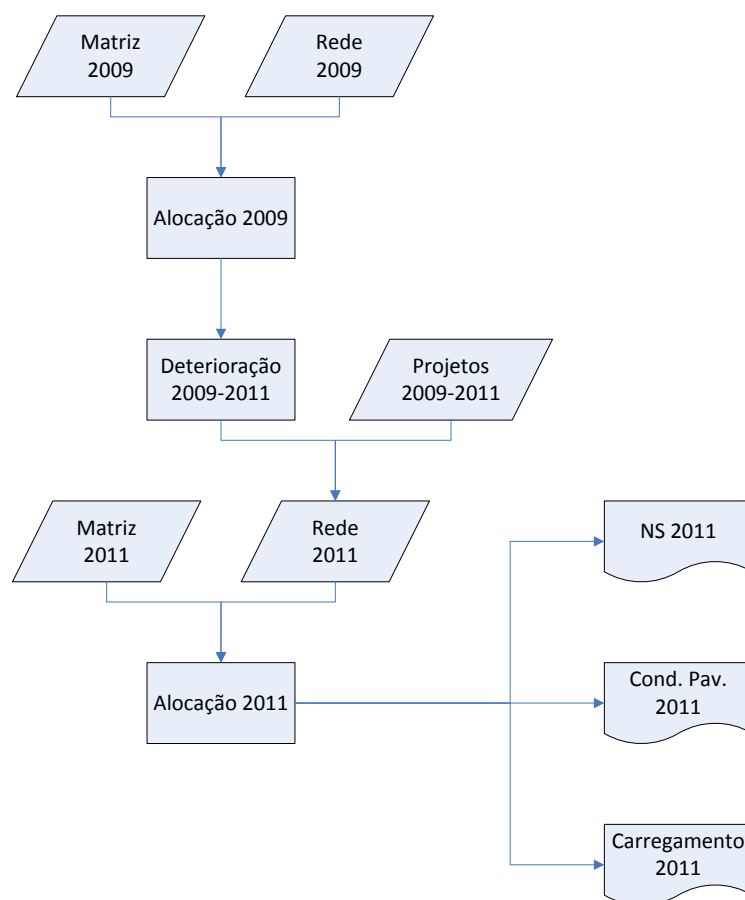 Matriz
2009
Rede
2009
Alocação 2009
Deterioração
2009-2011
Projetos
2009-2011
Matriz
2011
Rede
2011
NS 2011
Alocação 2011
Cond. Pav.
2011
Carregamento
2011